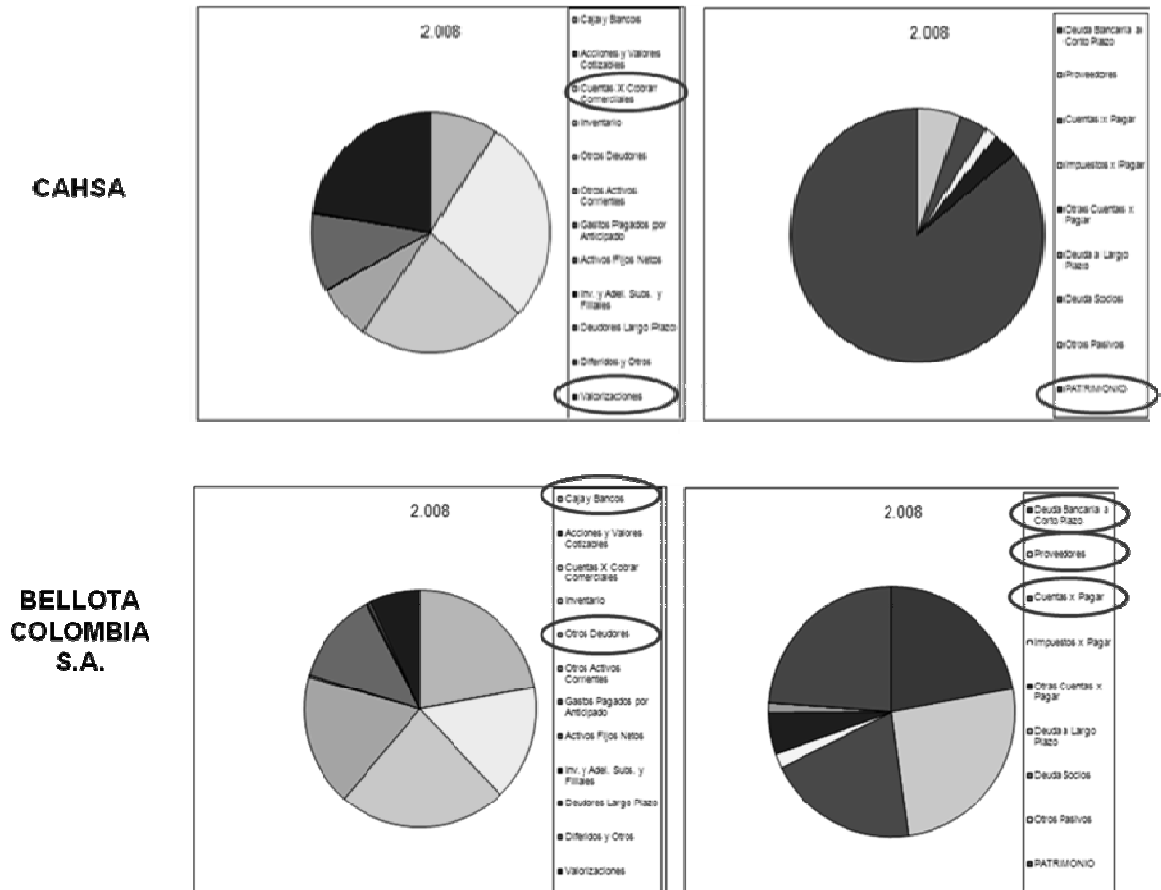 CAHSA
2.008
Caja y Bancos
Acciones y Valores
Cotizables
Cuentas X Cobrar
Comerciales
Inventario
Otros Deudores
Otros Activos
Corrientes
Gastos Pagados por
Anticipado
Activos Fijos Netos
Inv. y Adel. Subs. y
Filiales
Deudores Largo Plazo
Diferidos y Otros
Valorizaciones
2.008
Deuda Bancaria a
Corto Plazo
Proveedores
Cuentas x Pagar
Impuestos x Pagar
Otras Cuentas x
Pagar
Deuda a Largo
Plazo
Deuda Socios
Otros Pasivos
PATRIMONIO
BELLOTA
COLOMBIA
S.A.
2.008
Caja y Bancos
Acciones y Valores
Cotizables
Cuentas X Cobrar
Comerciales
Inventario
Otros Deudores
Otros Activos
Corrientes
Gastos Pagados por
Anticipado
Activos Fijos Netos
Inv. y Adel. Subs. y
Filiales
Deudores Largo Plazo
Diferidos y Otros
Valorizaciones
2.008
Deuda Bancaria a
Corto Plazo
Proveedores
Cuentas x Pagar
Impuestos x Pagar
Otras Cuentas x
Pagar
Deuda a Largo
Plazo
Deuda Socios
Otros Pasivos
PATRIMONIO